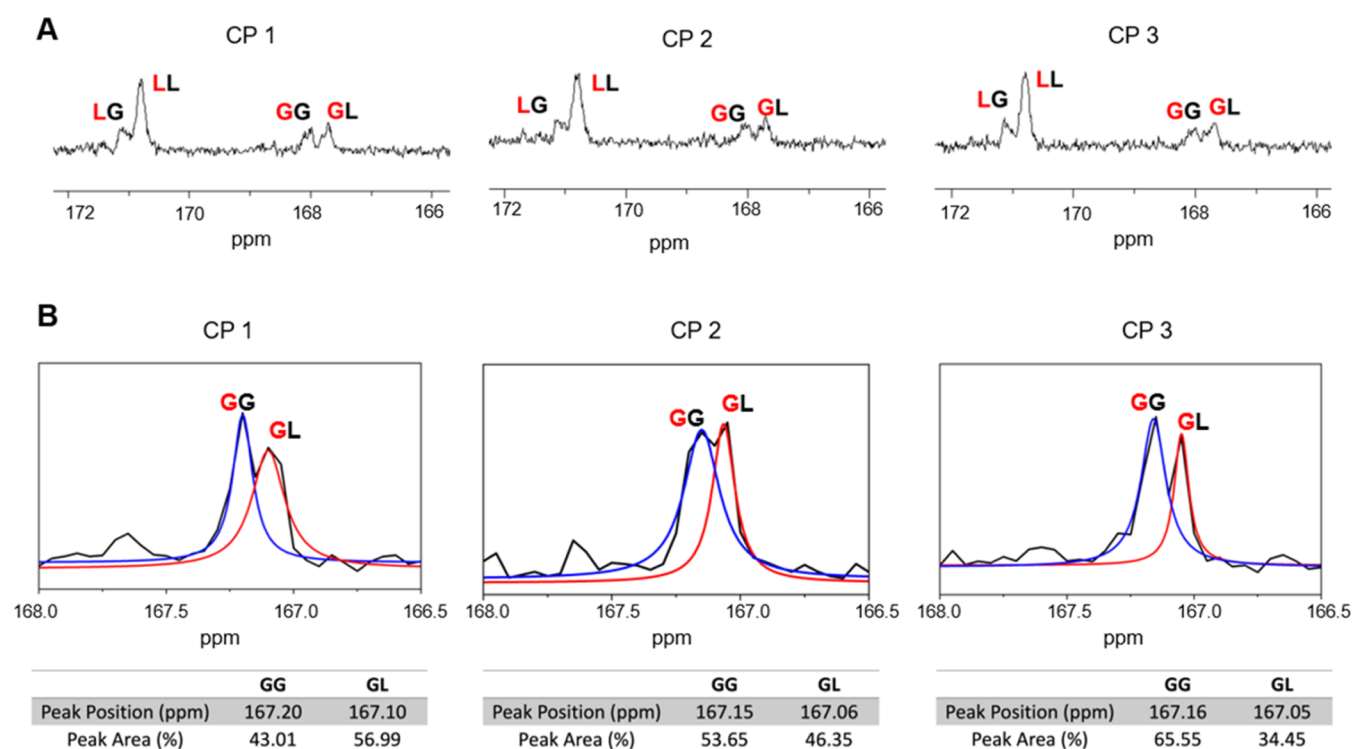 A
CP 1 CP 2 CP 3
LG LL GG GL LG LL GG GL LG LL GG GL
172 170 168 166 172 170 168 166 172 170 168 166
ppm ppm ppm
B
CP 1 CP 2 CP 3
GG GL GG GL GG GL
168.0 167.5 167.0 166.5 168.0 167.5 167.0 166.5 168.0 167.5 167.0 166.5
ppm ppm ppm
GG GL GG GL GG GL
Peak Position (ppm) 167.20 167.10 Peak Position (ppm) 167.15 167.06 Peak Position (ppm) 167.16 167.05
Peak Area (%) 43.01 56.99 Peak Area (%) 53.65 46.35 Peak Area (%) 65.55 34.45